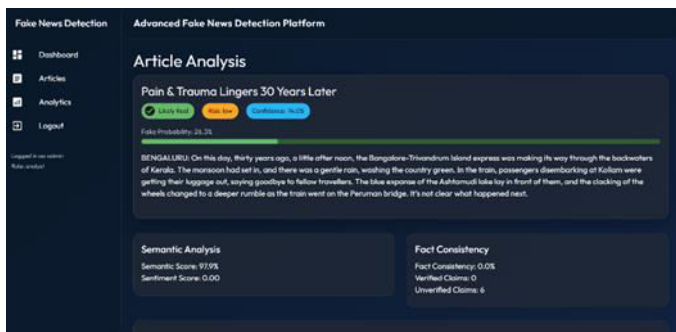 Fake News Detection
Advanced Fake News Detection Platform
Dashboard
Articles
Analytics
Logout
Logged in as: admin
Role: analyst
Article Analysis
Pain & Trauma Lingers 30 Years Later
Likely Real
Risk: low
Confidence:
Fake Probability: 26.3%
BENGALURU: On this day, thirty years ago, a little after noon, the Bangalore-Trivandrum Island express was making its way through the backwaters
of Kerala. The monsoon had set in, and there was a gentle rain, washing the country green. In the train, passengers disembarking at Kollam were
getting their luggage out, saying goodbye to fellow travellers. The blue expanse of the Ashtamudi lake lay in front of them, and the clacking of the
wheels changed to a deeper rumble as the train went on the Peruman bridge. It's not clear what happened next.
Semantic Analysis
Semantic Score: 97.9%
Sentiment Score: 0.00
Fact Consistency
Fact Consistency: 0.0%
Verified Claims: 0
Unverified Claims: 6